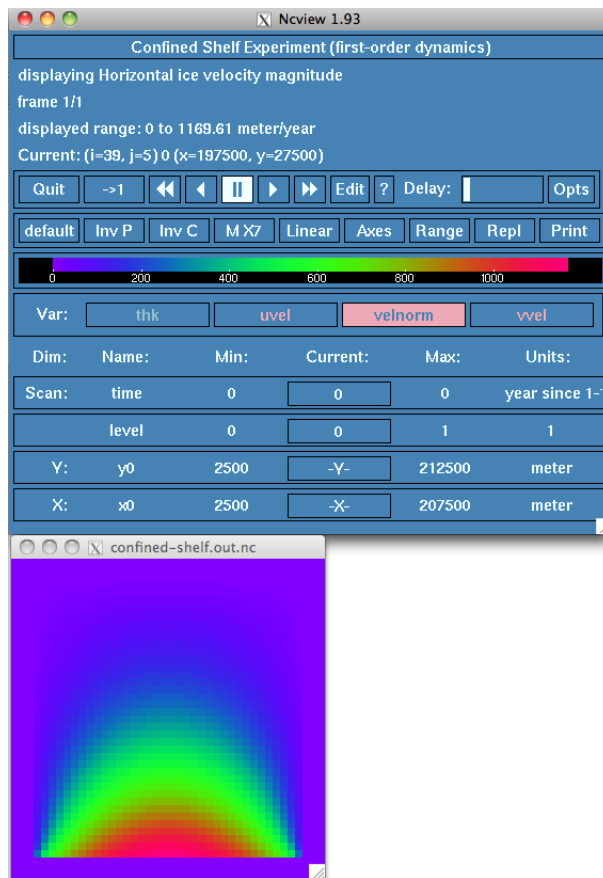 X Ncview 1.93
Confined Shelf Experiment (first-order dynamics)
displaying Horizontal ice velocity magnitude
frame 1/1
displayed range: 0 to 1169.61 meter/year
Current: (i=39, j=5) 0 (x=197500, y=27500)
Quit ->1 Edit ? Delay: Opts
default Inv P Inv C M X7 Linear Axes Range Repl Print
0 200 400 600 800 1000
Var: thk uvel velnorm vvel
Dim: Name: Min: Current: Max: Units:
Scan: time 0 0 0 year since 1-
level 0 0 1 1
Y: y0 2500 -Y- 212500 meter
X: x0 2500 -X- 207500 meter
X confined-shelf.out.nc